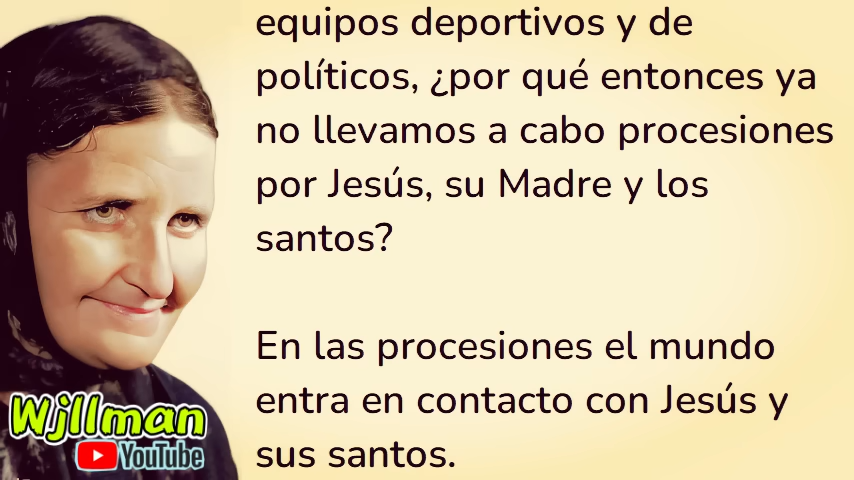 equipos deportivos y de
políticos, ¿por qué entonces ya
no llevamos a cabo procesiones
por Jesús, su Madre y los
santos?
En las procesiones el mundo
entra en contacto con Jesús y
sus santos.
Wjllman
YouTube